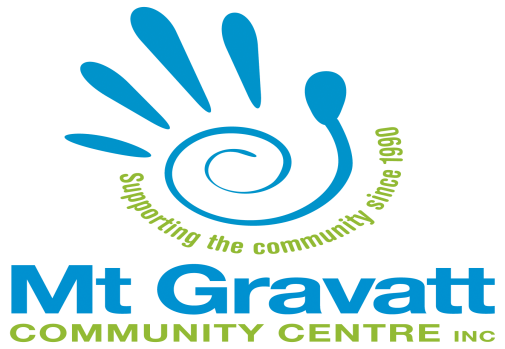 Supporting the community since 1990
Mt Gravatt
COMMUNITY CENTRE INC